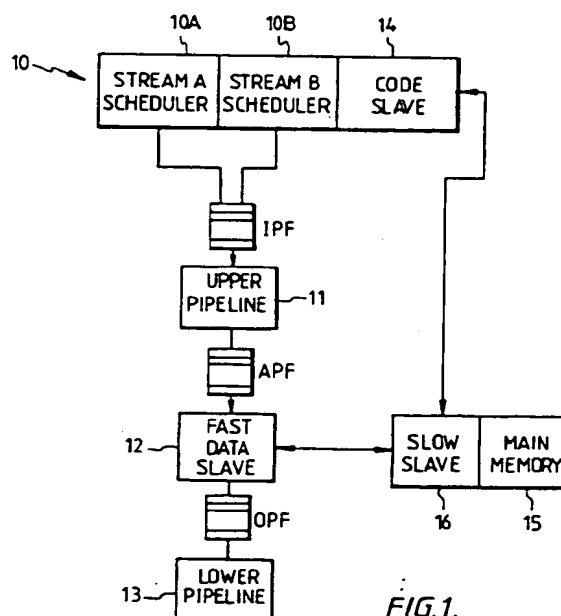 10A 10B 14
10
STREAM A SCHEDULER
STREAM B SCHEDULER
CODE SLAVE
IPF
UPPER PIPELINE
11
APF
12
FAST DATA SLAVE
SLOW SLAVE
MAIN MEMORY
16 15
OPF
13
LOWER PIPELINE
FIG.1.